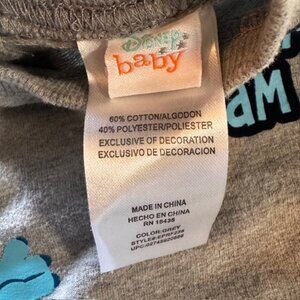 Disney
baby
60% COTTON/ALGODON
40% POLYESTER/POLIESTER
EXCLUSIVE OF DECORATION
EXCLUSIVO DE DECORACION
MADE IN CHINA
HECHO EN CHINA
RN 15435
COLOR:GREY